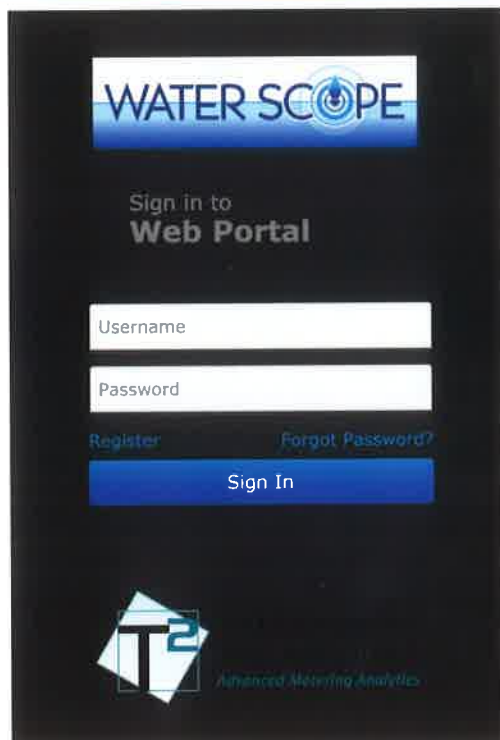 WATER SCOPE
Sign in to
Web Portal
Username
Password
Register Forgot Password?
Sign In
T2
Advanced Metering Analytics